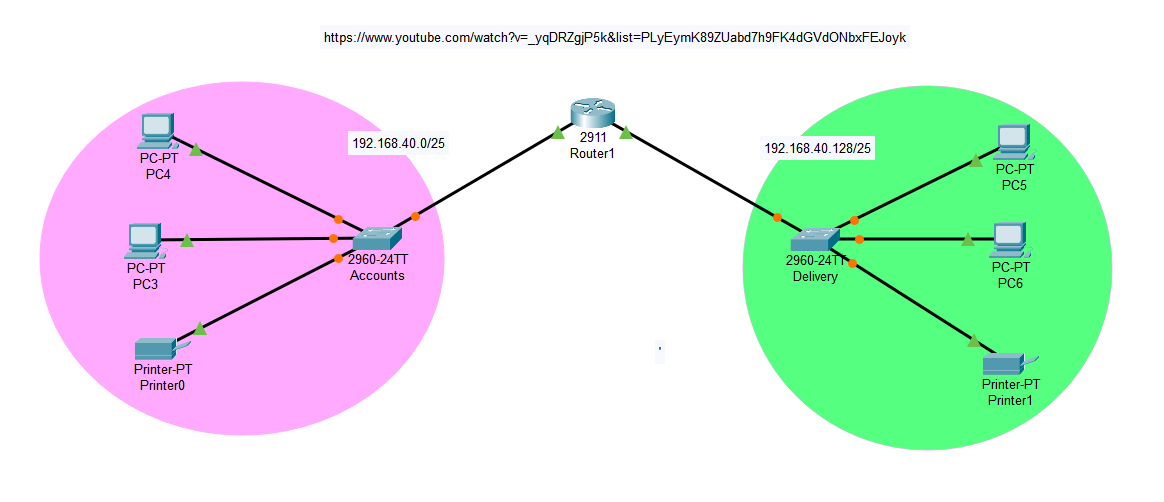 https://www.youtube.com/watch?v=_yqDRZgjP5k&list=PLyEymK89ZUabd7h9FK4dGVdONbxFEJoyk
2911
Router1
192.168.40.0/25
192.168.40.128/25
PC-PT
PC4
PC-PT
PC3
Printer-PT
Printer0
2960-24TT
Accounts
2960-24TT
Delivery
PC-PT
PC5
PC-PT
PC6
Printer-PT
Printer1